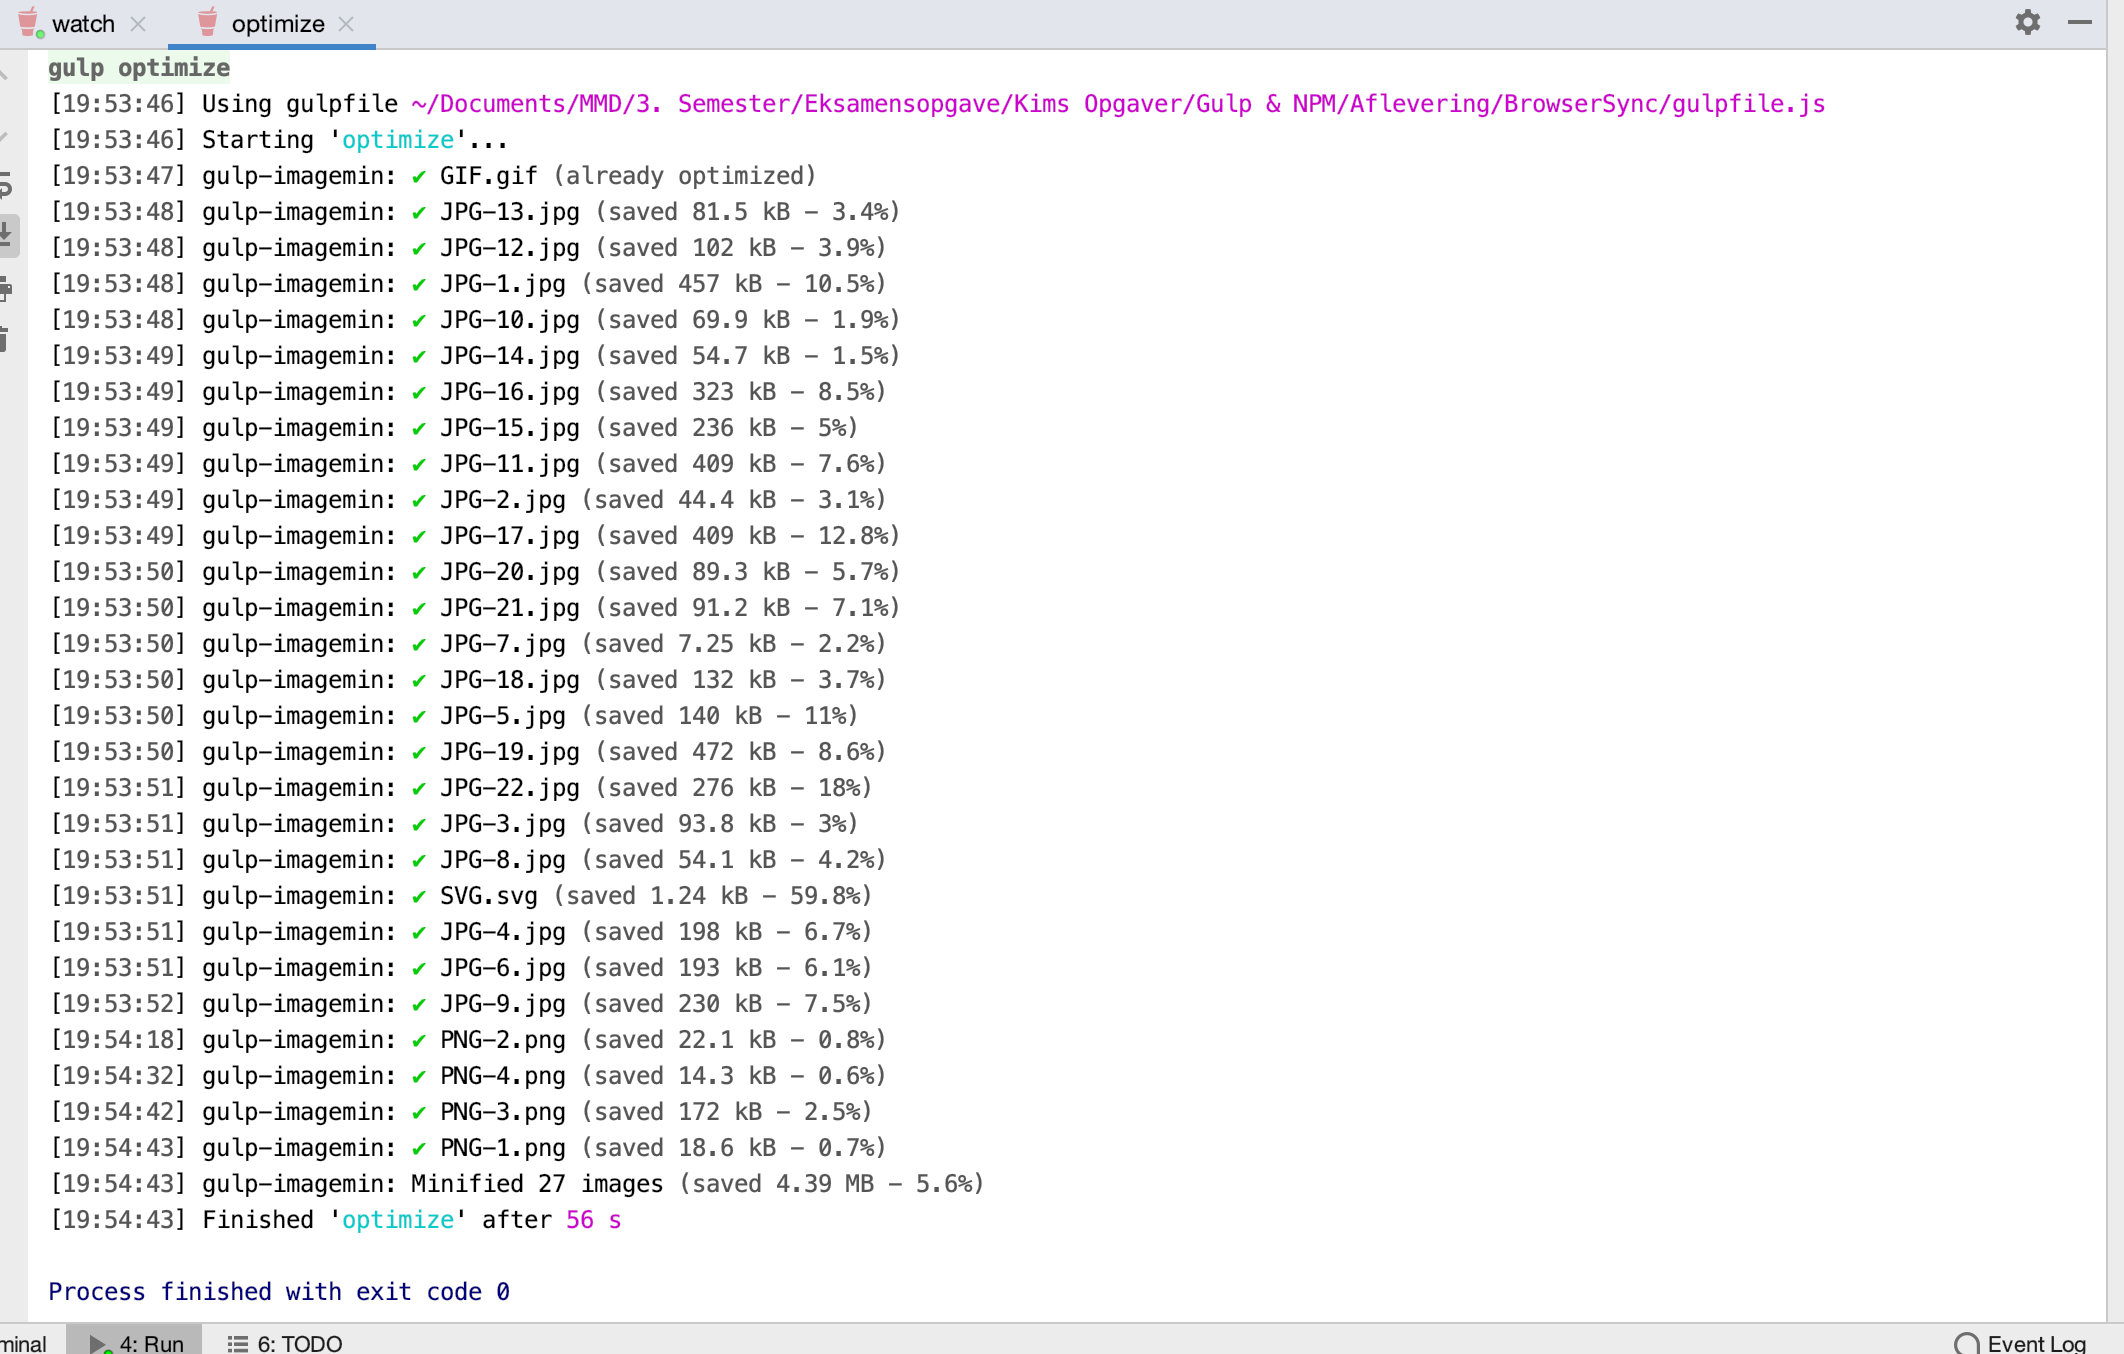 watch
optimize
gulp optimize
[19:53:46] Using gulpfile ~/Documents/MMD/3. Semester/Eksamensopgave/Kims Opgaver/Gulp & NPM/Aflevering/BrowserSync/gulpfile.js
[19:53:46] Starting 'optimize'...
[19:53:47] gulp-imagemin: ✔ GIF.gif (already optimized)
[19:53:48] gulp-imagemin: ✔ JPG-13.jpg (saved 81.5 kB - 3.4%)
[19:53:48] gulp-imagemin: ✔ JPG-12.jpg (saved 102 kB - 3.9%)
[19:53:48] gulp-imagemin: ✔ JPG-1.jpg (saved 457 kB - 10.5%)
[19:53:48] gulp-imagemin: ✔ JPG-10.jpg (saved 69.9 kB - 1.9%)
[19:53:49] gulp-imagemin: ✔ JPG-14.jpg (saved 54.7 kB - 1.5%)
[19:53:49] gulp-imagemin: ✔ JPG-16.jpg (saved 323 kB - 8.5%)
[19:53:49] gulp-imagemin: ✔ JPG-15.jpg (saved 236 kB - 5%)
[19:53:49] gulp-imagemin: ✔ JPG-11.jpg (saved 409 kB - 7.6%)
[19:53:49] gulp-imagemin: ✔ JPG-2.jpg (saved 44.4 kB - 3.1%)
[19:53:49] gulp-imagemin: ✔ JPG-17.jpg (saved 409 kB - 12.8%)
[19:53:50] gulp-imagemin: ✔ JPG-20.jpg (saved 89.3 kB - 5.7%)
[19:53:50] gulp-imagemin: ✔ JPG-21.jpg (saved 91.2 kB - 7.1%)
[19:53:50] gulp-imagemin: ✔ JPG-7.jpg (saved 7.25 kB - 2.2%)
[19:53:50] gulp-imagemin: ✔ JPG-18.jpg (saved 132 kB - 3.7%)
[19:53:50] gulp-imagemin: ✔ JPG-5.jpg (saved 140 kB - 11%)
[19:53:50] gulp-imagemin: ✔ JPG-19.jpg (saved 472 kB - 8.6%)
[19:53:51] gulp-imagemin: ✔ JPG-22.jpg (saved 276 kB - 18%)
[19:53:51] gulp-imagemin: ✔ JPG-3.jpg (saved 93.8 kB - 3%)
[19:53:51] gulp-imagemin: ✔ JPG-8.jpg (saved 54.1 kB - 4.2%)
[19:53:51] gulp-imagemin: ✔ SVG.svg (saved 1.24 kB - 59.8%)
[19:53:51] gulp-imagemin: ✔ JPG-4.jpg (saved 198 kB - 6.7%)
[19:53:51] gulp-imagemin: ✔ JPG-6.jpg (saved 193 kB - 6.1%)
[19:53:52] gulp-imagemin: ✔ JPG-9.jpg (saved 230 kB - 7.5%)
[19:54:18] gulp-imagemin: ✔ PNG-2.png (saved 22.1 kB - 0.8%)
[19:54:32] gulp-imagemin: ✔ PNG-4.png (saved 14.3 kB - 0.6%)
[19:54:42] gulp-imagemin: ✔ PNG-3.png (saved 172 kB - 2.5%)
[19:54:43] gulp-imagemin: ✔ PNG-1.png (saved 18.6 kB - 0.7%)
[19:54:43] gulp-imagemin: Minified 27 images (saved 4.39 MB - 5.6%)
[19:54:43] Finished 'optimize' after 56 s
Process finished with exit code 0
minal
4: Run
6: TODO
Event Log